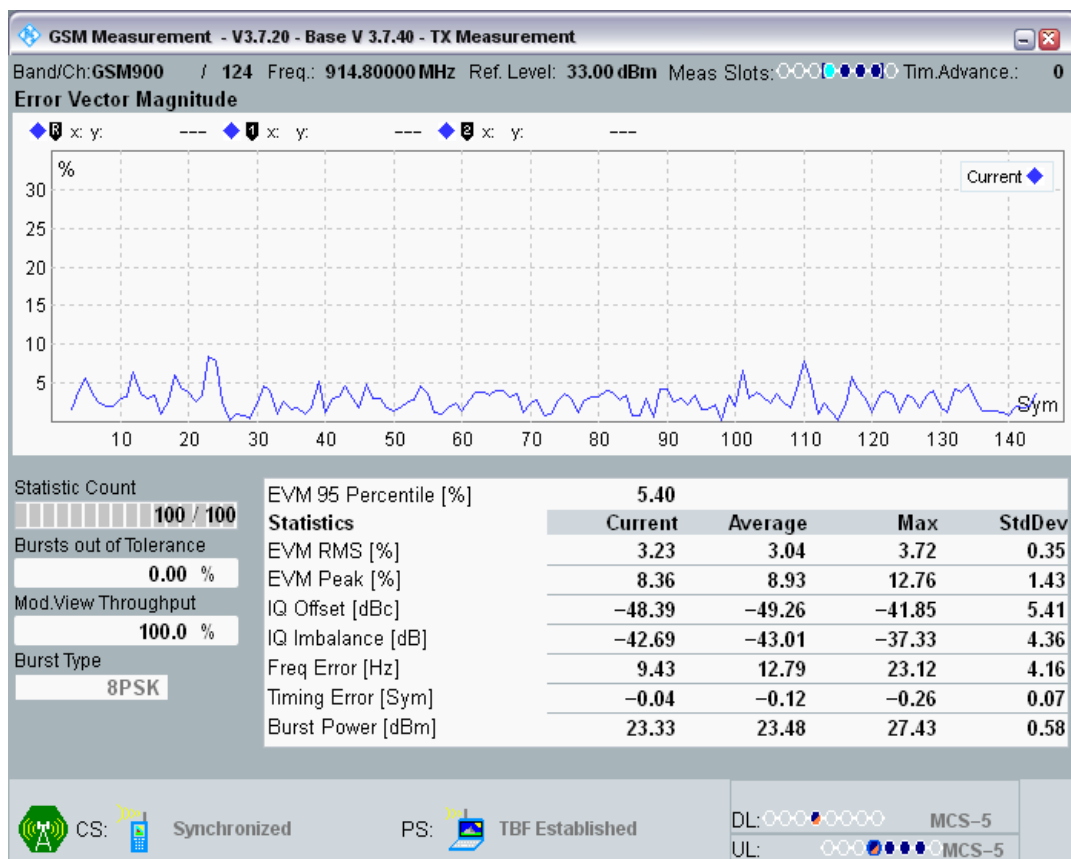 GSM Measurement - V3.7.20 - Base V 3.7.40 - TX Measurement
Band/Ch:GSM900 / 124 Freq.: 914.80000 MHz Ref. Level: 33.00 dBm Meas Slots: Tim.Advance.: 0
Error Vector Magnitude
R x: y: --- 1 x: y: --- 2 x: y: ---
%
Current
30
25
20
15
10
5
Sym
10 20 30 40 50 60 70 80 90 100 110 120 130 140
Statistic Count
100 / 100
Bursts out of Tolerance
0.00 %
Mod.View Throughput
100.0 %
Burst Type
8PSK
EVM 95 Percentile [%] 5.40
Statistics Current Average Max StdDev
EVM RMS [%] 3.23 3.04 3.72 0.35
EVM Peak [%] 8.36 8.93 12.76 1.43
IQ Offset [dBc] −48.39 −49.26 −41.85 5.41
IQ Imbalance [dB] −42.69 −43.01 −37.33 4.36
Freq Error [Hz] 9.43 12.79 23.12 4.16
Timing Error [Sym] −0.04 −0.12 −0.26 0.07
Burst Power [dBm] 23.33 23.48 27.43 0.58
CS: Synchronized PS: TBF Established
DL: MCS−5
UL: MCS−5